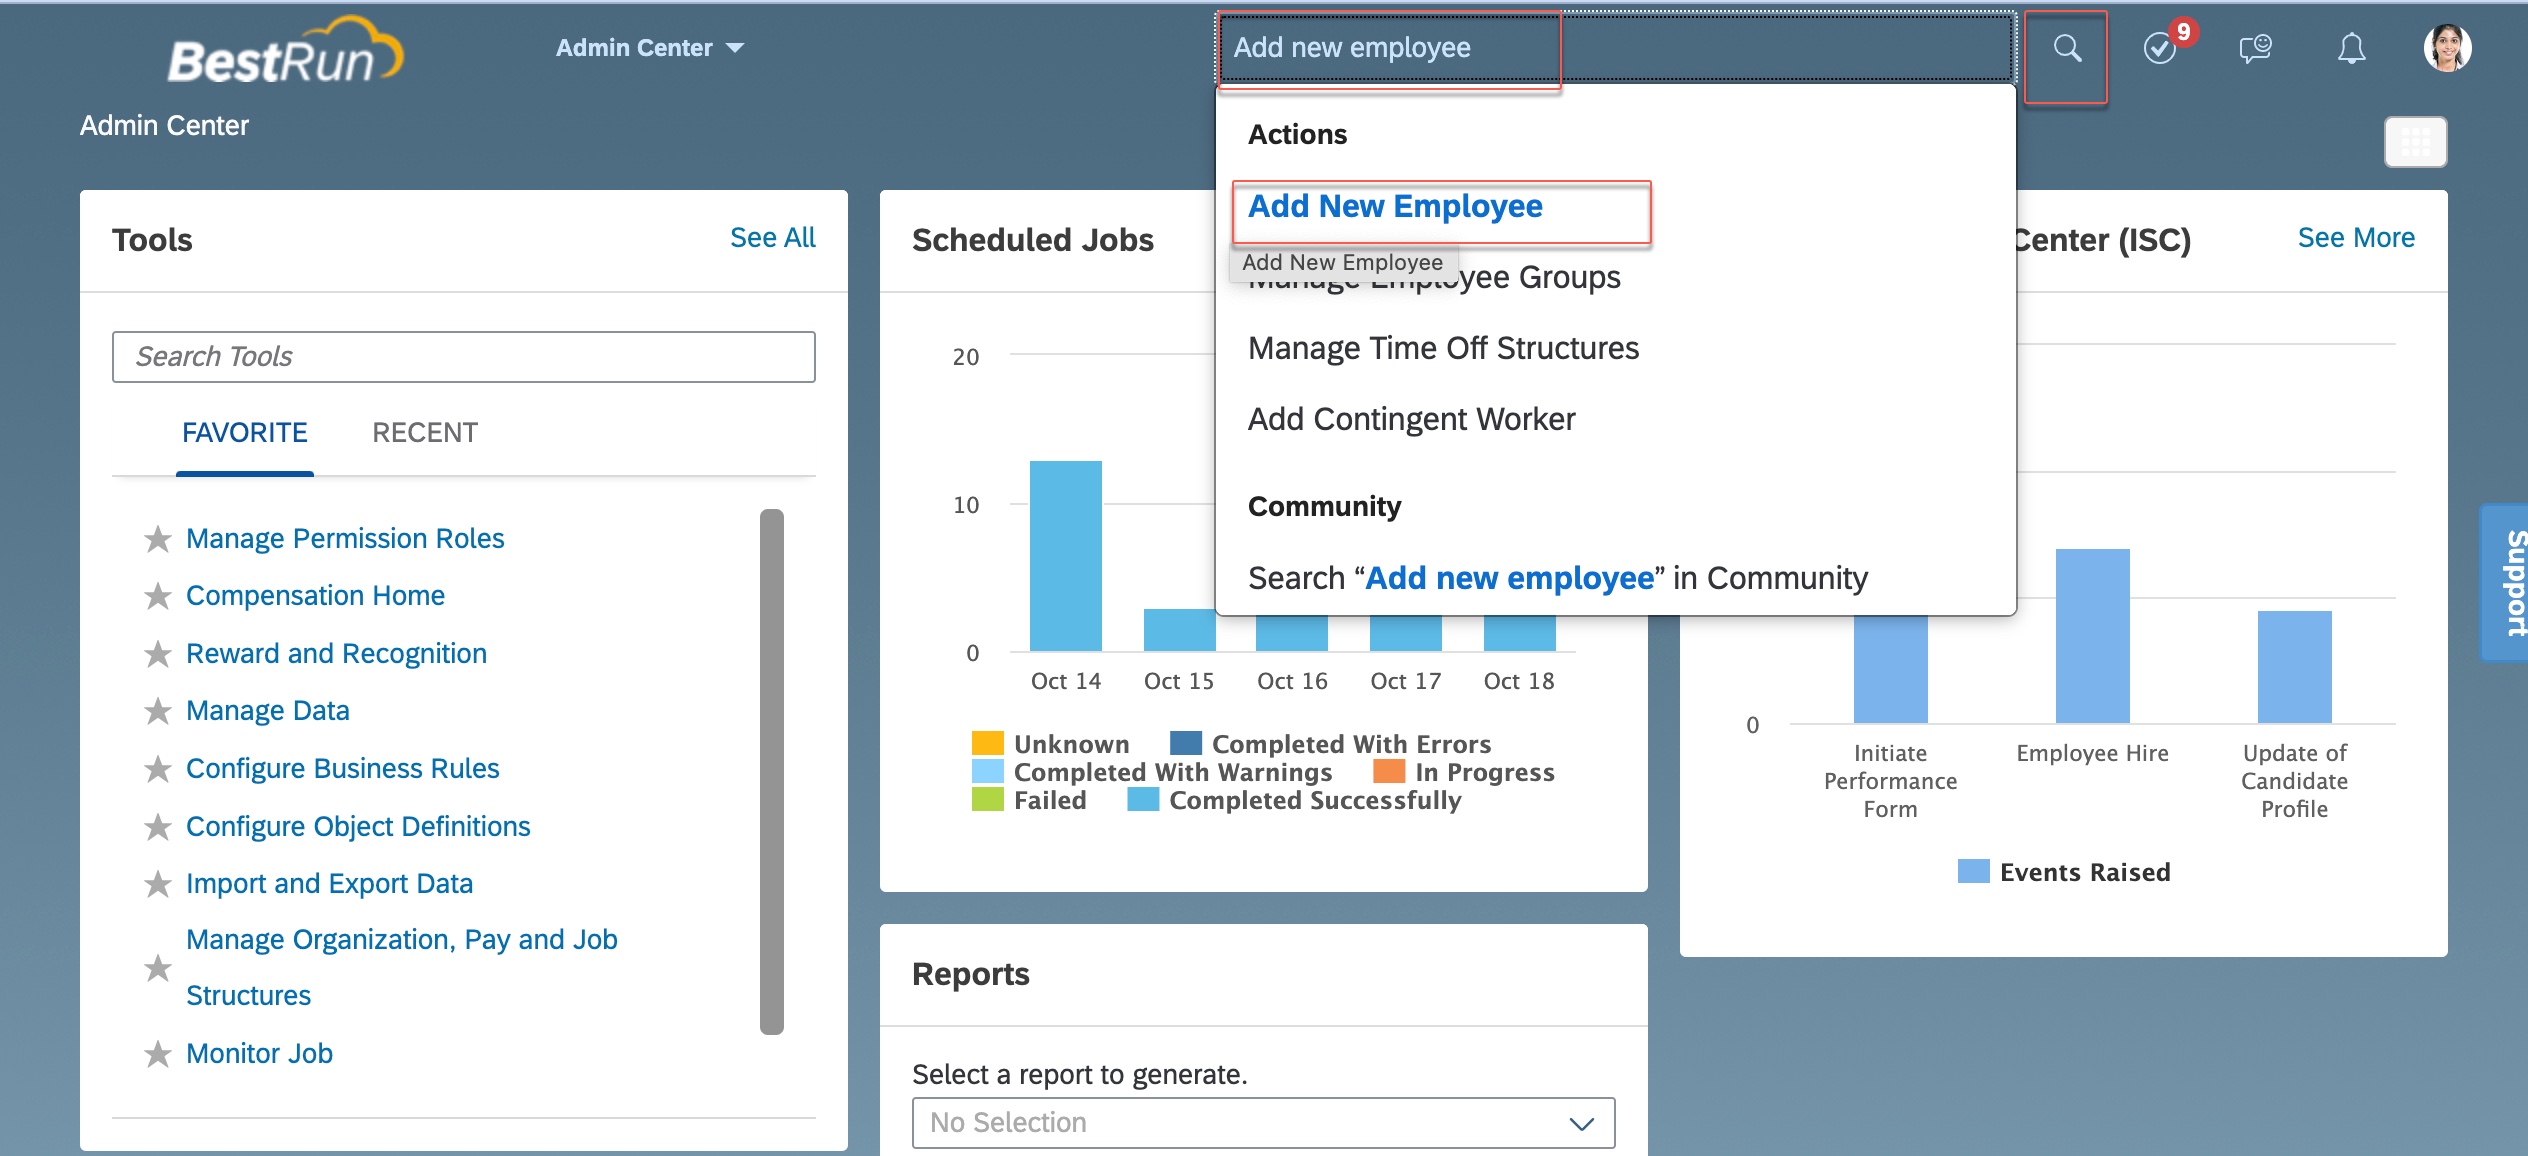 BestRun
Admin Center
Add new employee
9
Admin Center
Actions
Add New Employee
Add New Employee
Manage Employee Groups
Manage Time Off Structures
Add Contingent Worker
Community
Search “Add new employee” in Community
Tools
See All
Search Tools
FAVORITE
RECENT
Manage Permission Roles
Compensation Home
Reward and Recognition
Manage Data
Configure Business Rules
Configure Object Definitions
Import and Export Data
Manage Organization, Pay and Job
Structures
Monitor Job
Scheduled Jobs
20
10
0
Oct 14
Oct 15
Oct 16
Oct 17
Oct 18
Unknown
Completed With Errors
Completed With Warnings
In Progress
Failed
Completed Successfully
Reports
Select a report to generate.
No Selection
Center (ISC)
See More
0
Initiate
Performance
Form
Employee Hire
Update of
Candidate
Profile
Events Raised
Support